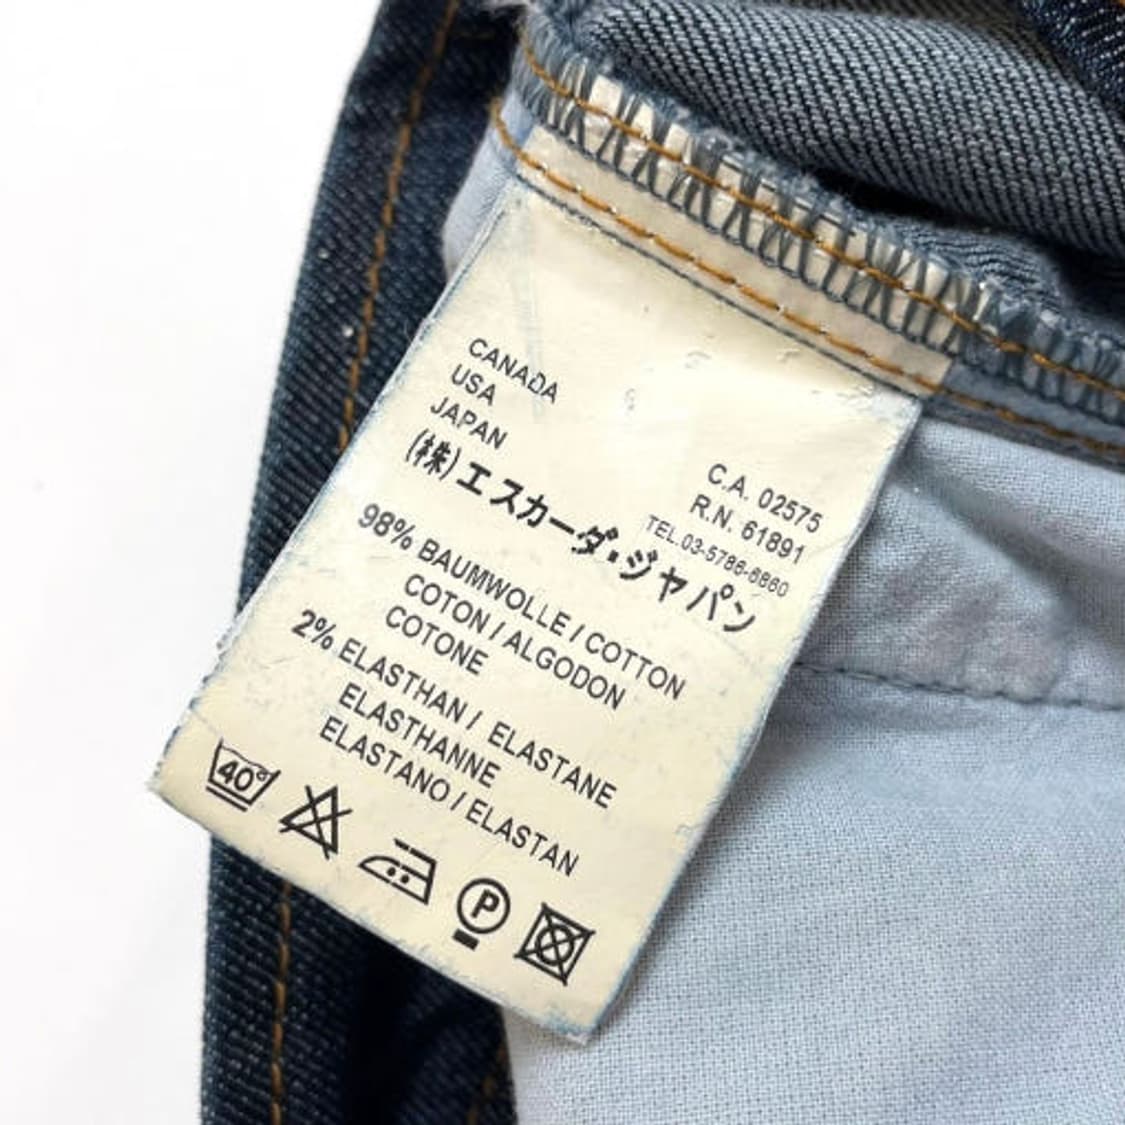 CANADA
USA
JAPAN
C.A. 02575
R.N. 61891
TEL.03-5786-6860
(株)エスカーダ・ジャパン
98% BAUMWOLLE / COTTON
COTON / ALGODON
COTONE
2% ELASTHAN / ELASTANE
ELASTHANNE
ELASTANO / ELASTAN
40°
P